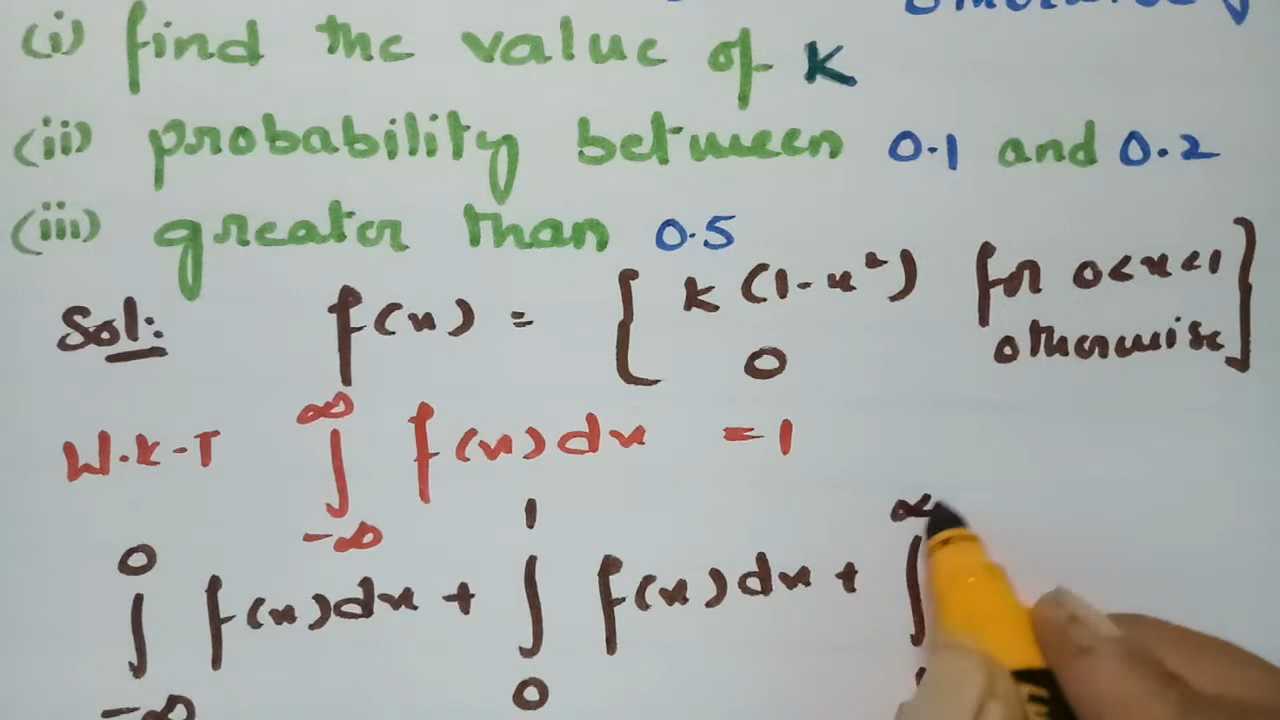 otherwise
(i) find the value of K
(ii) probability between 0.1 and 0.2
(iii) greater than 0.5
Sol: f(x) = { k(1-x²) for 0<x<1
0 otherwise }
W.K.T ∫_{-∞}^{∞} f(x)dx = 1
∫_{-∞}^{0} f(x)dx + ∫_{0}^{1} f(x)dx + ∫^{∞}